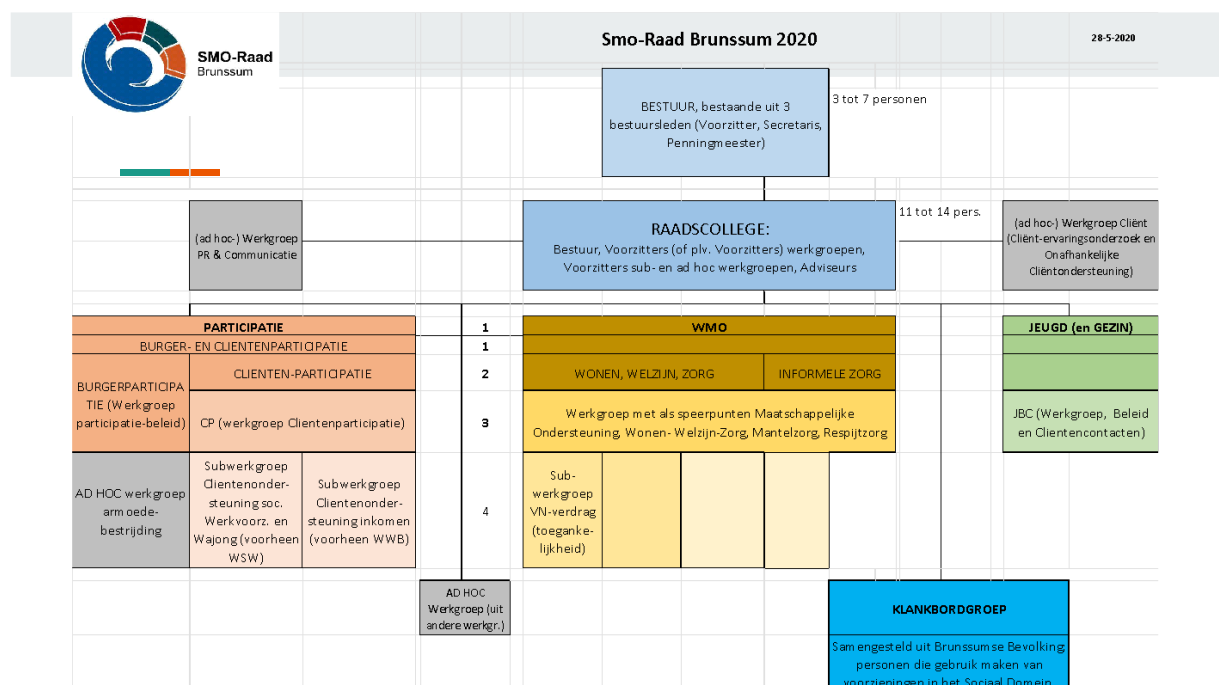 SMO-Raad
Brunssum
Smo-Raad Brunssum 2020
28-5-2020
BESTUUR, bestaande uit 3
bestuursleden (Voorzitter, Secretaris,
Penningmeester)
3 tot 7 personen
(ad hoc-) Werkgroep
PR & Communicatie
RAADSCOLLEGE:
Bestuur, Voorzitters (of plv. Voorzitters) werkgroepen,
Voorzitters sub- en ad hoc werkgroepen, Adviseurs
11 tot 14 pers.
(ad hoc-) Werkgroep Cliënt
(Cliënt-ervaringsonderzoek en
Onafhankelijke
Cliëntondersteuning)
PARTICIPATIE
1
WMO
JEUGD (en GEZIN)
BURGER- EN CLIENTENPARTICIPATIE
1
BURGERPARTICIPA
TIE (Werkgroep
participatie-beleid)
CLIENTEN-PARTICIPATIE
2
WONEN, WELZIJN, ZORG
INFORMELE ZORG
CP (werkgroep Clientenparticipatie)
3
Werkgroep met als speerpunten Maatschappelijke
Ondersteuning, Wonen- Welzijn-Zorg, Mantelzorg, Respijtzorg
JBC (Werkgroep, Beleid
en Clientencontacten)
AD HOC werkgroep
armoede-
bestrijding
Subwerkgroep
Clientenonder-
steuning soc.
Werkvoorz. en
Wajong (voorheen
WSW)
Subwerkgroep
Clientenonder-
steuning inkomen
(voorheen WWB)
4
Sub-
werkgroep
VN-verdrag
(toeganke-
lijkheid)
AD HOC
Werkgroep (uit
andere werkgr.)
KLANKBORDGROEP
Samengesteld uit Brunssumse Bevolking;
personen die gebruik maken van
voorzieningen in het Sociaal Domein